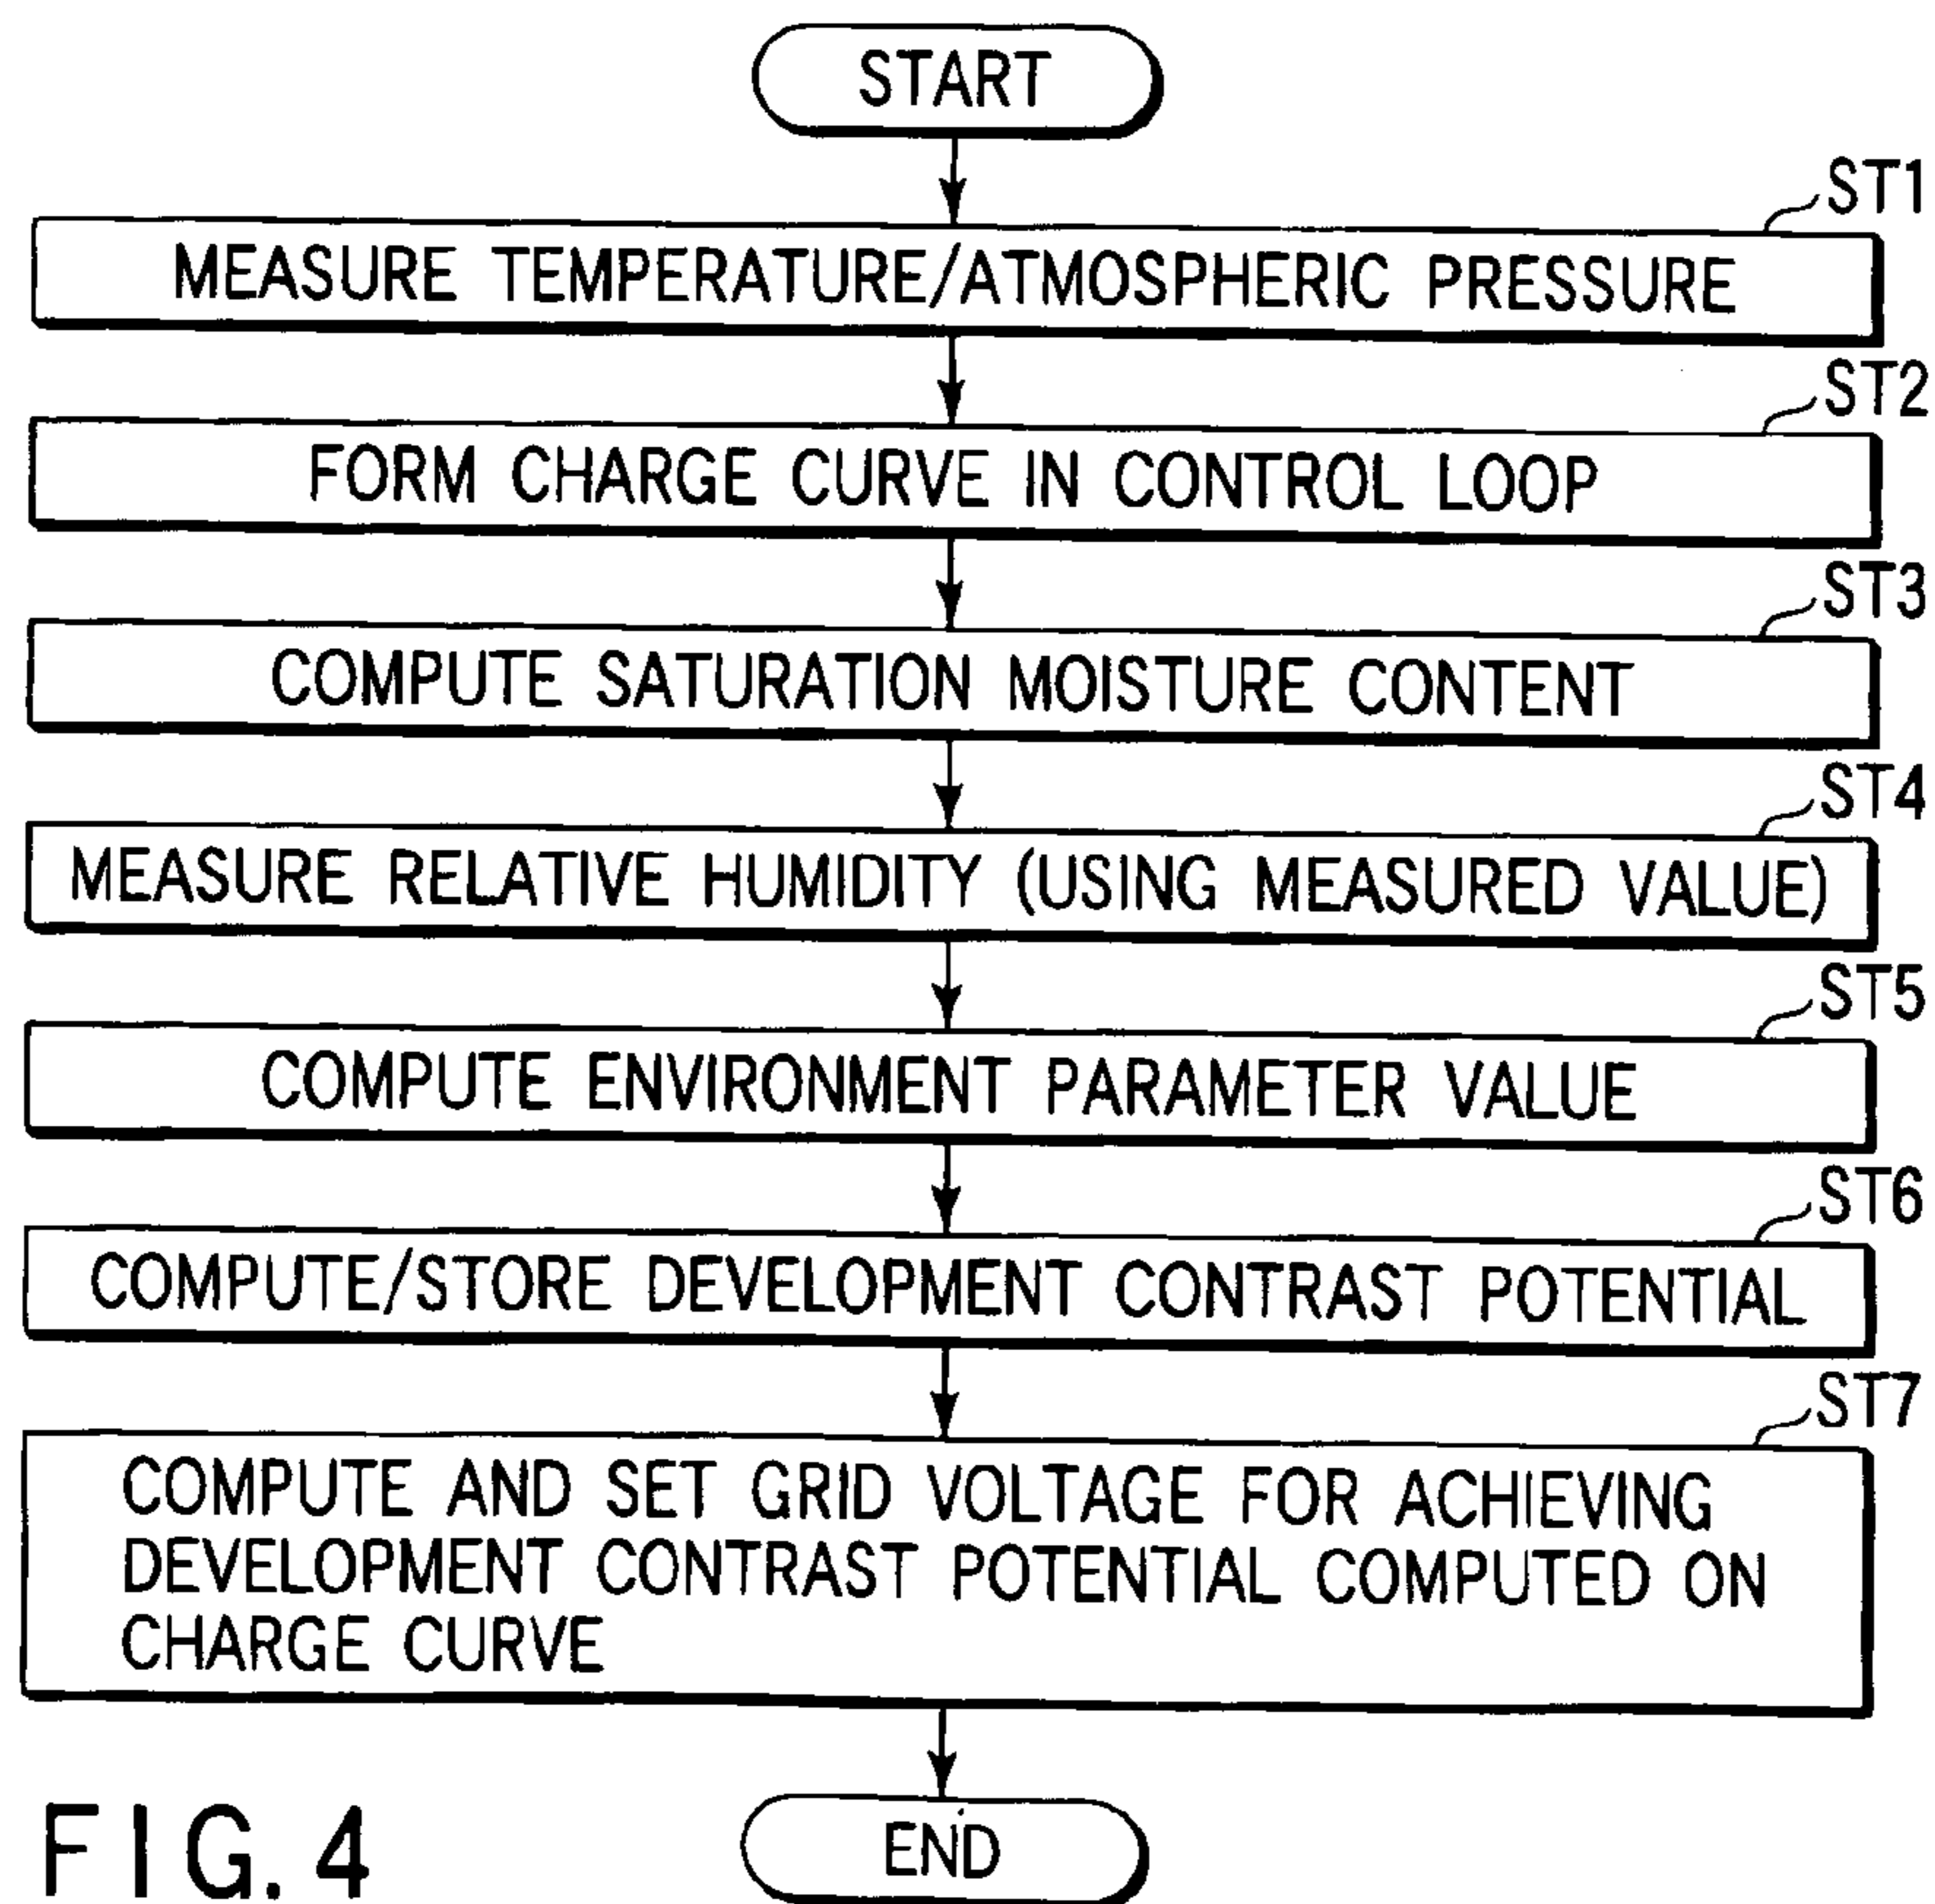 START
ST1
MEASURE TEMPERATURE/ATMOSPHERIC PRESSURE
ST2
FORM CHARGE CURVE IN CONTROL LOOP
ST3
COMPUTE SATURATION MOISTURE CONTENT
ST4
MEASURE RELATIVE HUMIDITY (USING MEASURED VALUE)
ST5
COMPUTE ENVIRONMENT PARAMETER VALUE
ST6
COMPUTE/STORE DEVELOPMENT CONTRAST POTENTIAL
ST7
COMPUTE AND SET GRID VOLTAGE FOR ACHIEVING
DEVELOPMENT CONTRAST POTENTIAL COMPUTED ON
CHARGE CURVE
END
FIG. 4